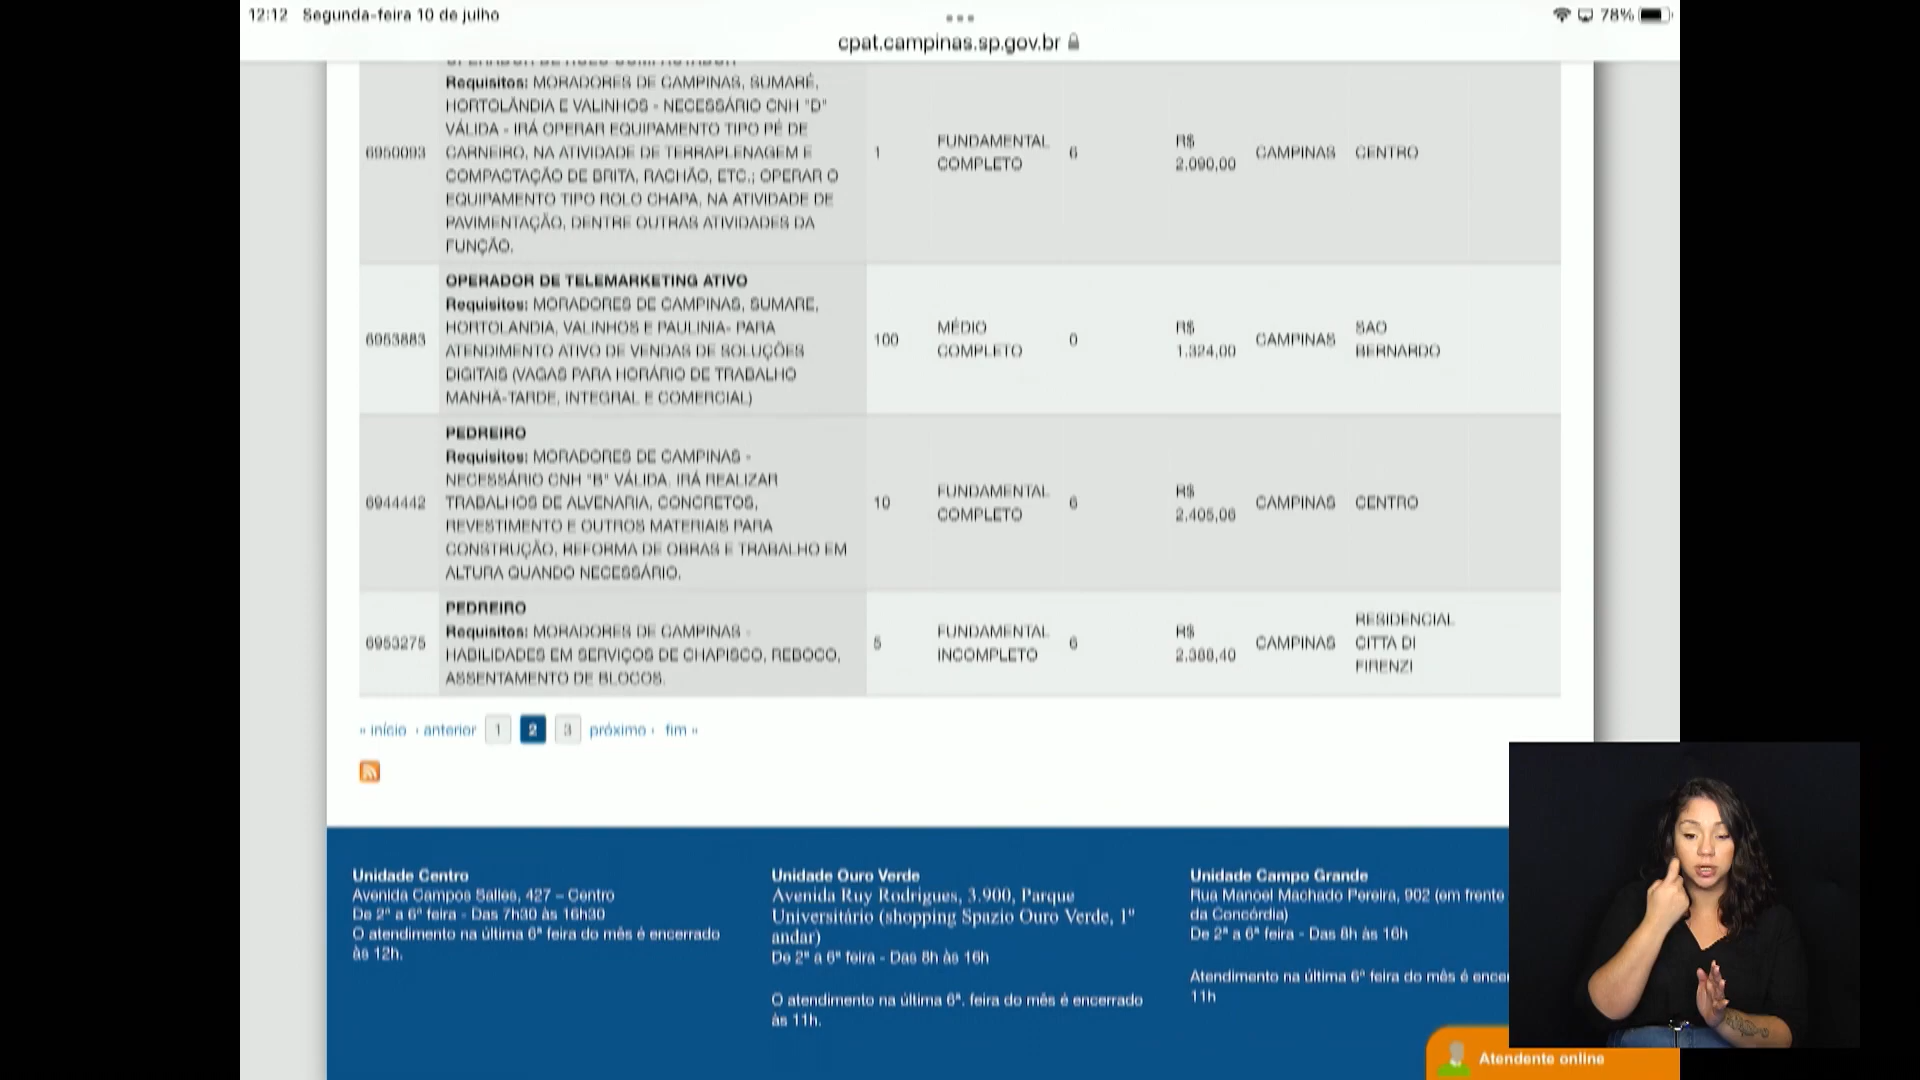 12:12 Segunda-feira 10 de julho
78%
cpat.campinas.sp.gov.br
OPERADOR DE ROLO COMPACTADOR
Requisitos: MORADORES DE CAMPINAS, SUMARÉ,
HORTOLÂNDIA E VALINHOS - NECESSÁRIO CNH "D"
VÁLIDA - IRÁ OPERAR EQUIPAMENTO TIPO PÉ DE
CARNEIRO, NA ATIVIDADE DE TERRAPLENAGEM E
COMPACTAÇÃO DE BRITA, RACHÃO, ETC.; OPERAR O
EQUIPAMENTO TIPO ROLO CHAPA, NA ATIVIDADE DE
PAVIMENTAÇÃO, DENTRE OUTRAS ATIVIDADES DA
FUNÇÃO.
6950093
1
FUNDAMENTAL
COMPLETO
6
R$
2.090,00
CAMPINAS
CENTRO
OPERADOR DE TELEMARKETING ATIVO
Requisitos: MORADORES DE CAMPINAS, SUMARE,
HORTOLANDIA, VALINHOS E PAULINIA- PARA
ATENDIMENTO ATIVO DE VENDAS DE SOLUÇÕES
DIGITAIS (VAGAS PARA HORÁRIO DE TRABALHO
MANHÃ-TARDE, INTEGRAL E COMERCIAL)
6953883
100
MÉDIO
COMPLETO
0
R$
1.324,00
CAMPINAS
SAO
BERNARDO
PEDREIRO
Requisitos: MORADORES DE CAMPINAS -
NECESSÁRIO CNH "B" VÁLIDA. IRÁ REALIZAR
TRABALHOS DE ALVENARIA, CONCRETOS,
REVESTIMENTO E OUTROS MATERIAIS PARA
CONSTRUÇÃO, REFORMA DE OBRAS E TRABALHO EM
ALTURA QUANDO NECESSÁRIO.
6944442
10
FUNDAMENTAL
COMPLETO
6
R$
2.405,06
CAMPINAS
CENTRO
PEDREIRO
Requisitos: MORADORES DE CAMPINAS -
HABILIDADES EM SERVIÇOS DE CHAPISCO, REBOCO,
ASSENTAMENTO DE BLOCOS.
6953275
5
FUNDAMENTAL
INCOMPLETO
6
R$
2.388,40
CAMPINAS
RESIDENCIAL
CITTA DI
FIRENZI
« início ‹ anterior 1 2 3 próximo › fim »
Unidade Centro
Avenida Campos Salles, 427 – Centro
De 2ª a 6ª feira - Das 7h30 às 16h30
O atendimento na última 6ª feira do mês é encerrado
às 12h.
Unidade Ouro Verde
Avenida Ruy Rodrigues, 3.900, Parque
Universitário (shopping Spazio Ouro Verde, 1º
andar)
De 2ª a 6ª feira - Das 8h às 16h
O atendimento na última 6ª. feira do mês é encerrado
às 11h.
Unidade Campo Grande
Rua Manoel Machado Pereira, 902 (em frente
da Concórdia)
De 2ª a 6ª feira - Das 8h às 16h
Atendimento na última 6ª feira do mês é encer
11h
Atendente online